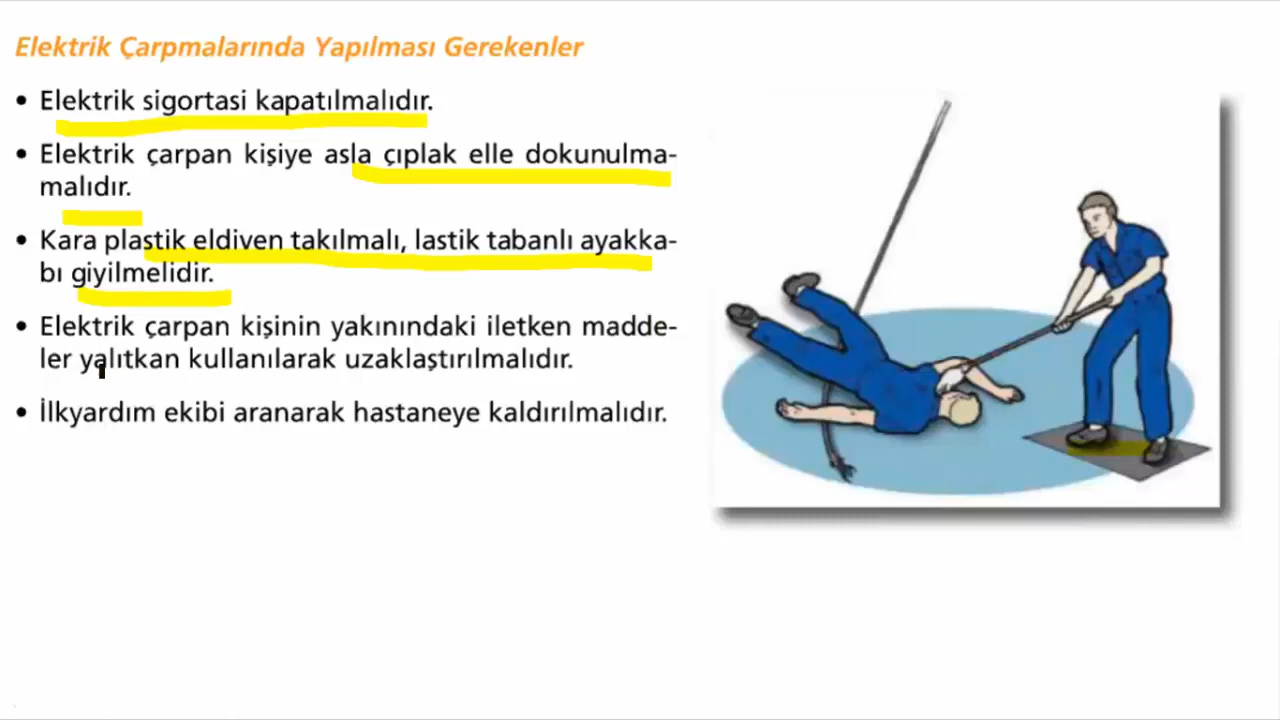 Elektrik Çarpmalarında Yapılması Gerekenler
• Elektrik sigortasi kapatılmalıdır.
• Elektrik çarpan kişiye asla çıplak elle dokunulma-
malıdır.
• Kara plastik eldiven takılmalı, lastik tabanlı ayakka-
bı giyilmelidir.
• Elektrik çarpan kişinin yakınındaki iletken madde-
ler yalıtkan kullanılarak uzaklaştırılmalıdır.
• İlkyardım ekibi aranarak hastaneye kaldırılmalıdır.